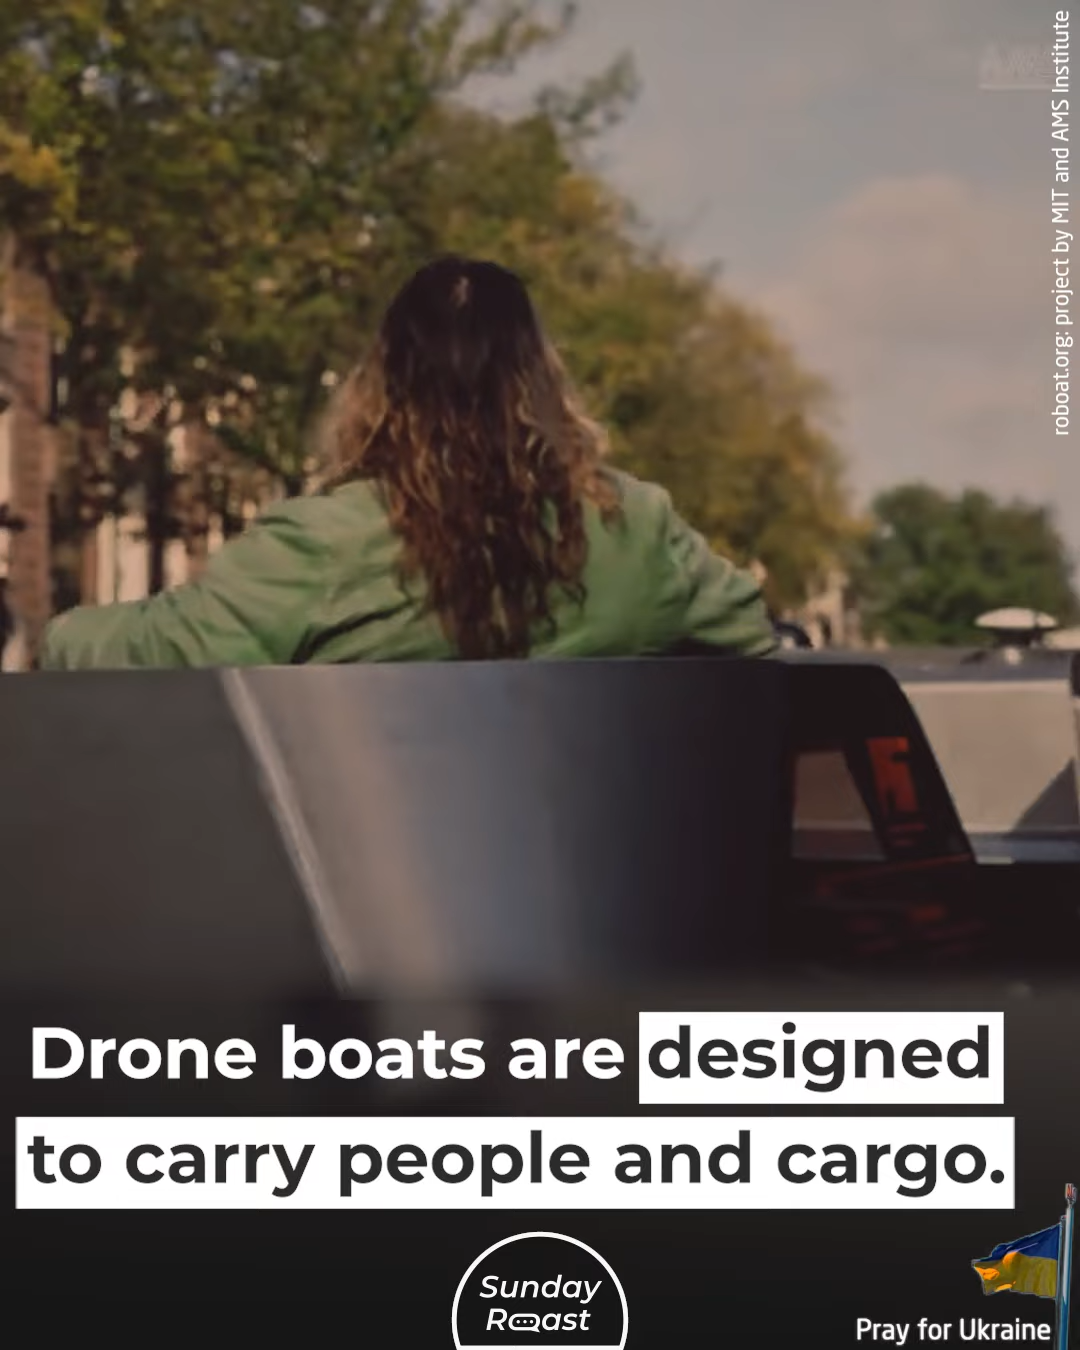 roboat.org: project by MIT and AMS Institute
Drone boats are designed
to carry people and cargo.
Sunday
Roast
Pray for Ukraine